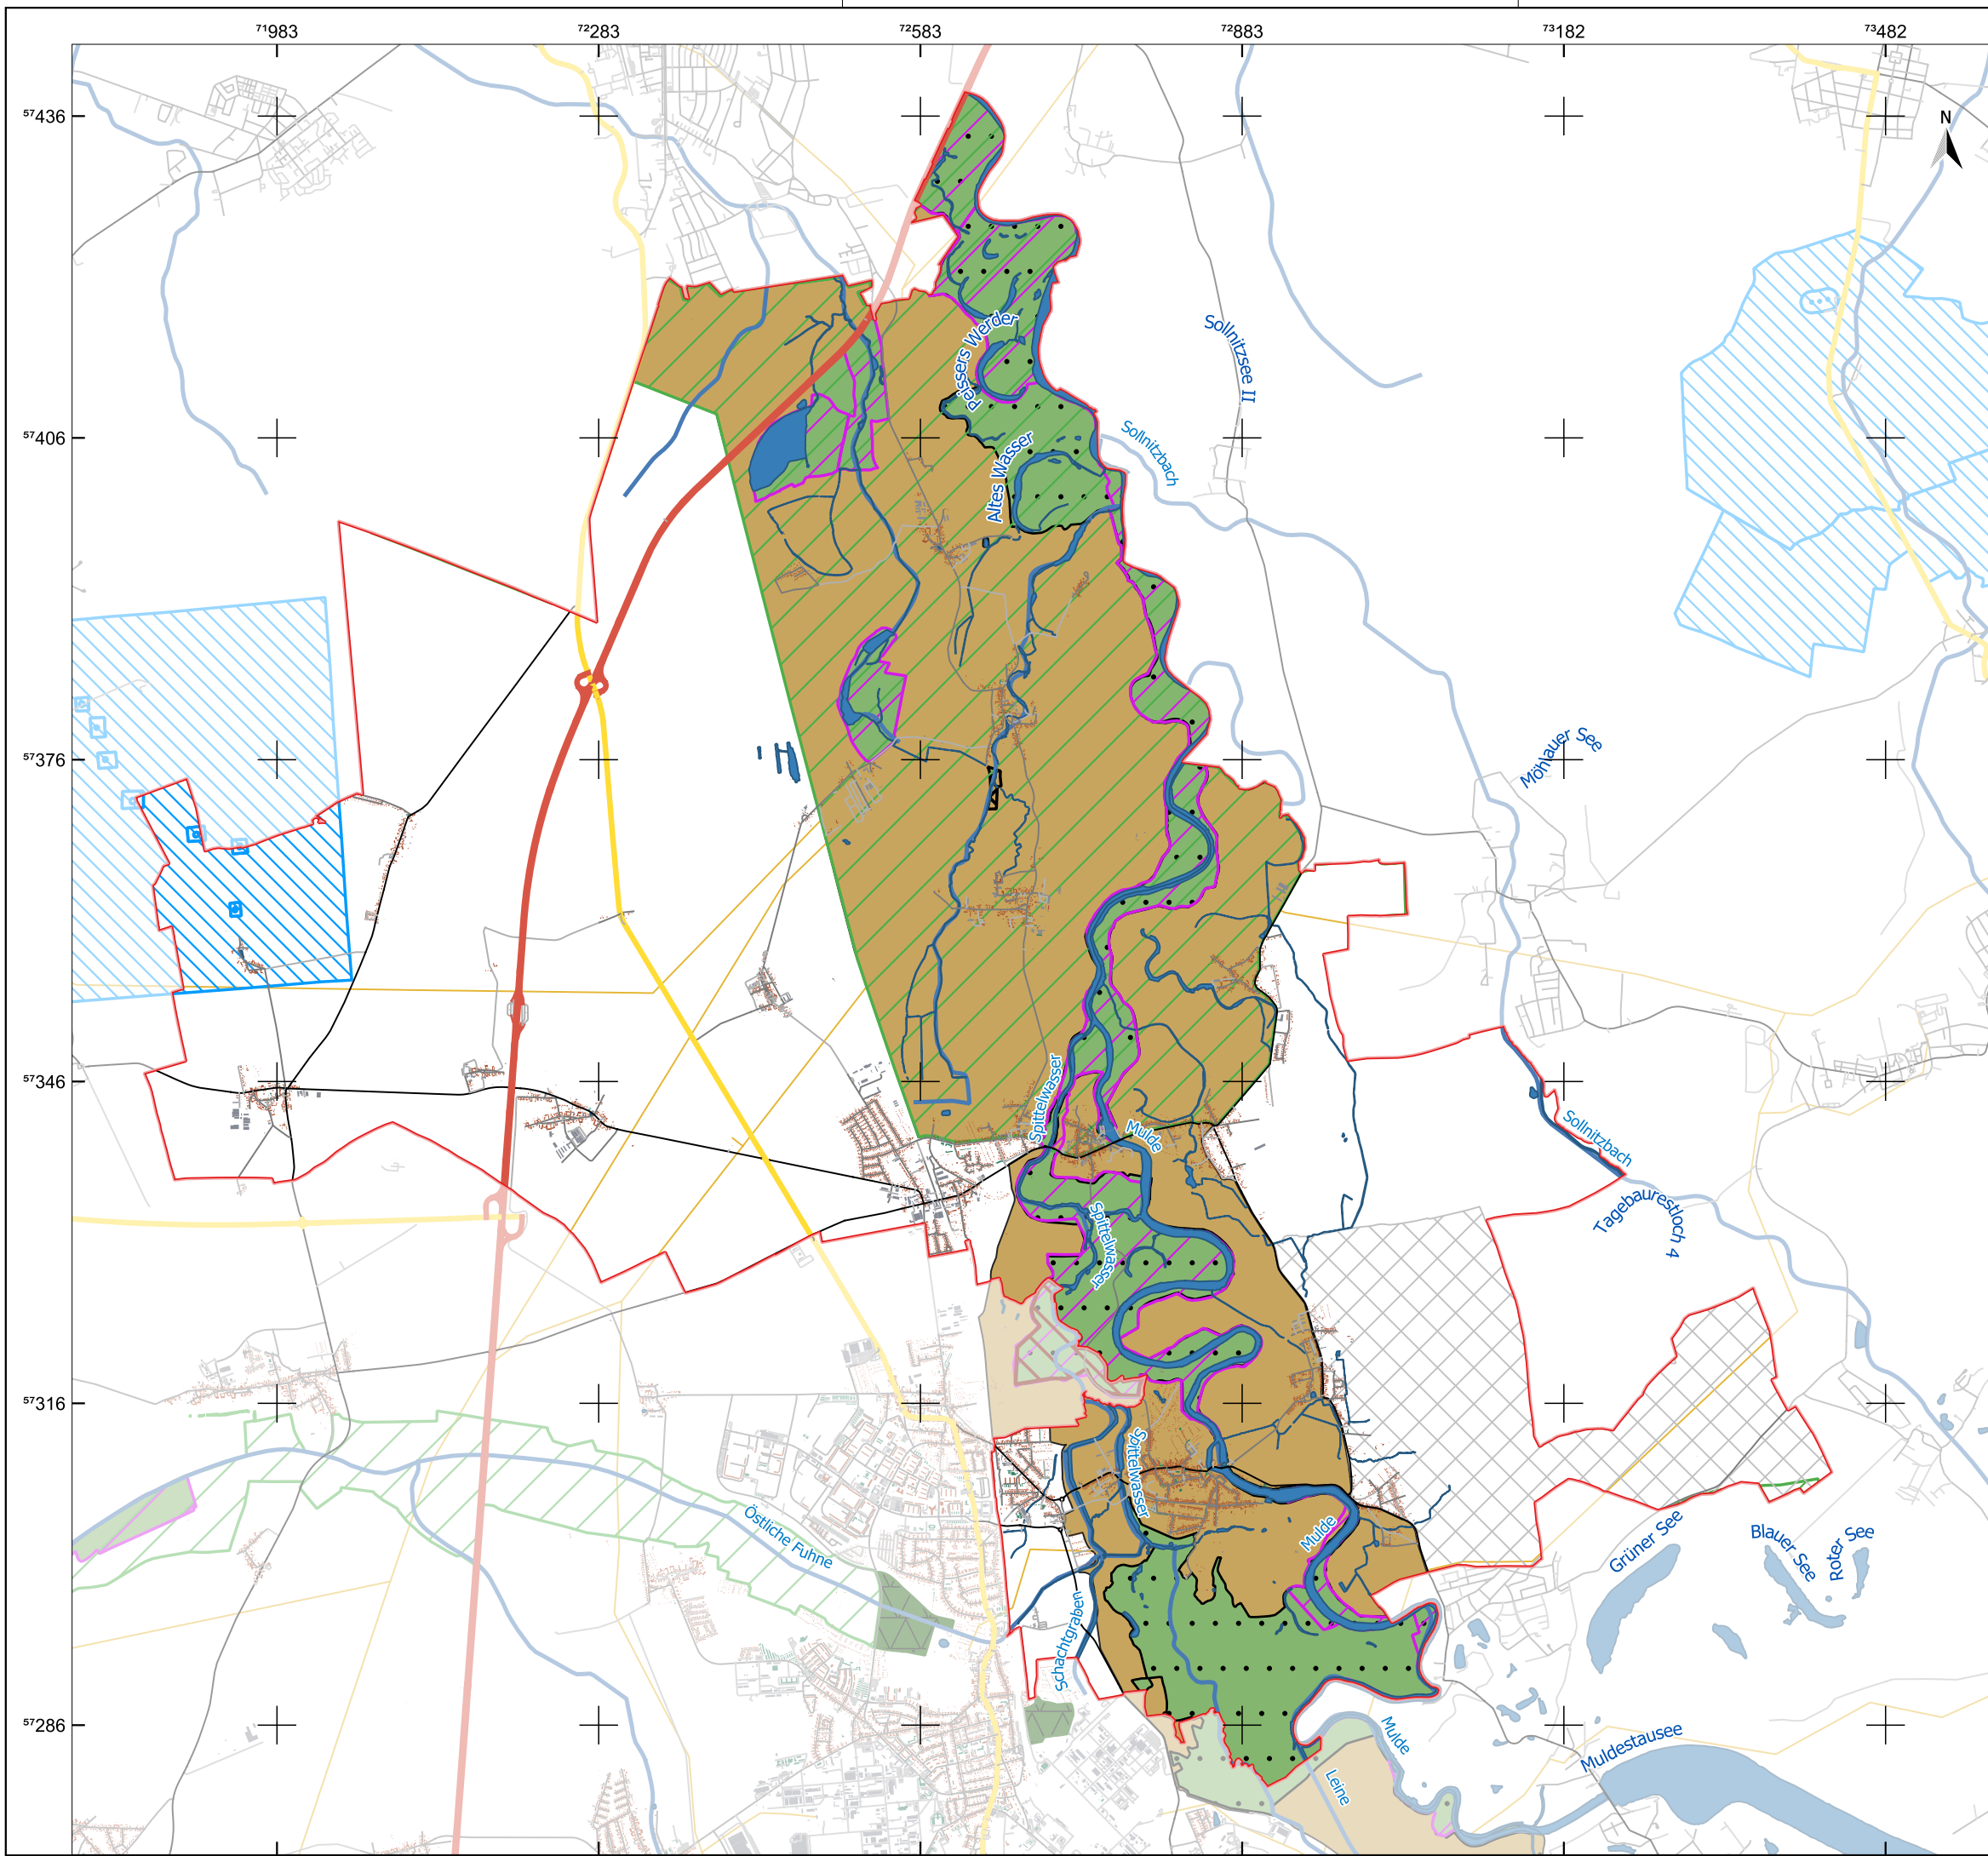 71983 72283 72583 72883 73182 73482
57436
N
Sollnitzsee II
Peissers Werder
57406
Altes Wasser
Sollnitzbach
57376
Möhlauer See
57346
Spittelwasser
Mulde
Sollnitzbach
Tagebaurestloch 4
Spittelwasser
57316
Spittelwasser
Östliche Fuhne
Mulde
Grüner See
Blauer See
Roter See
Schachtgraben
57286
Mulde
Muldestausee
Leine